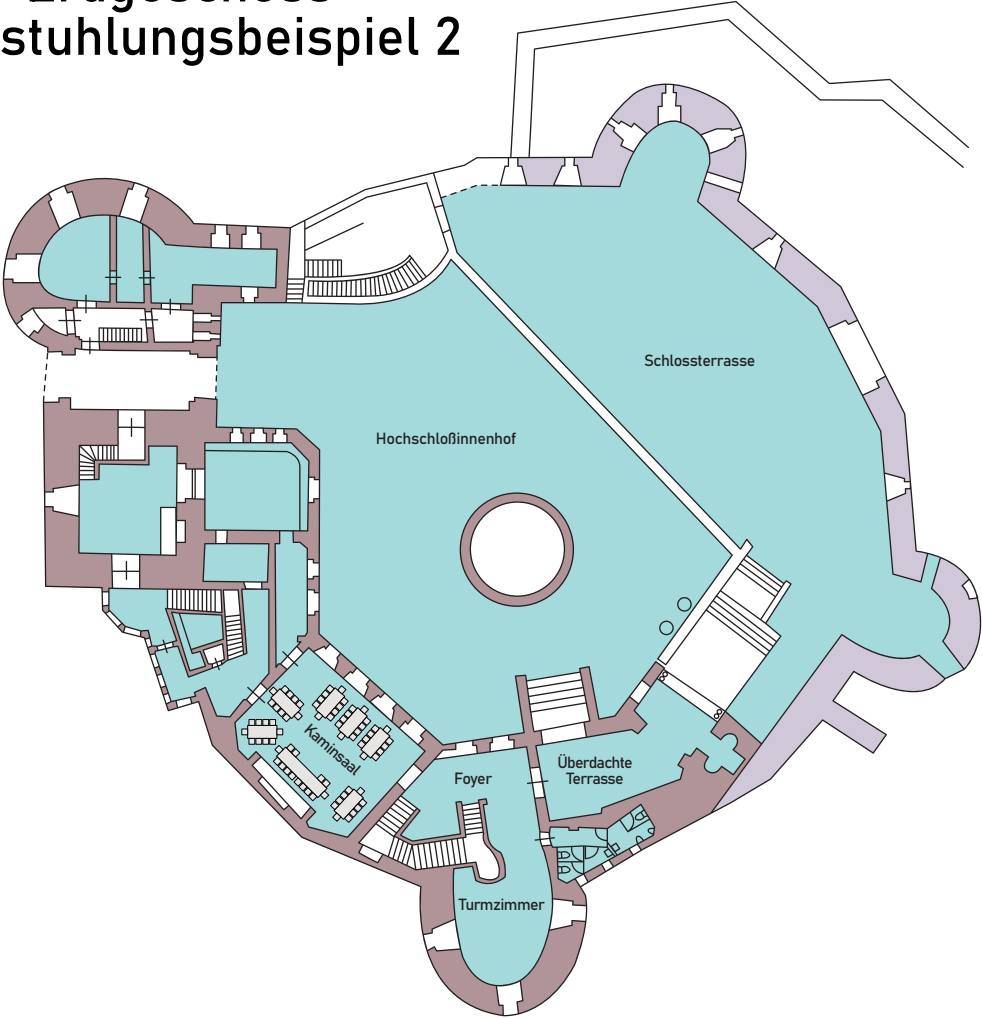 stuhlungsbeispiel 2
Schlossterrasse
Hochschloßinnenhof
Kaminsaal
Foyer
Überdachte
Terrasse
Turmzimmer